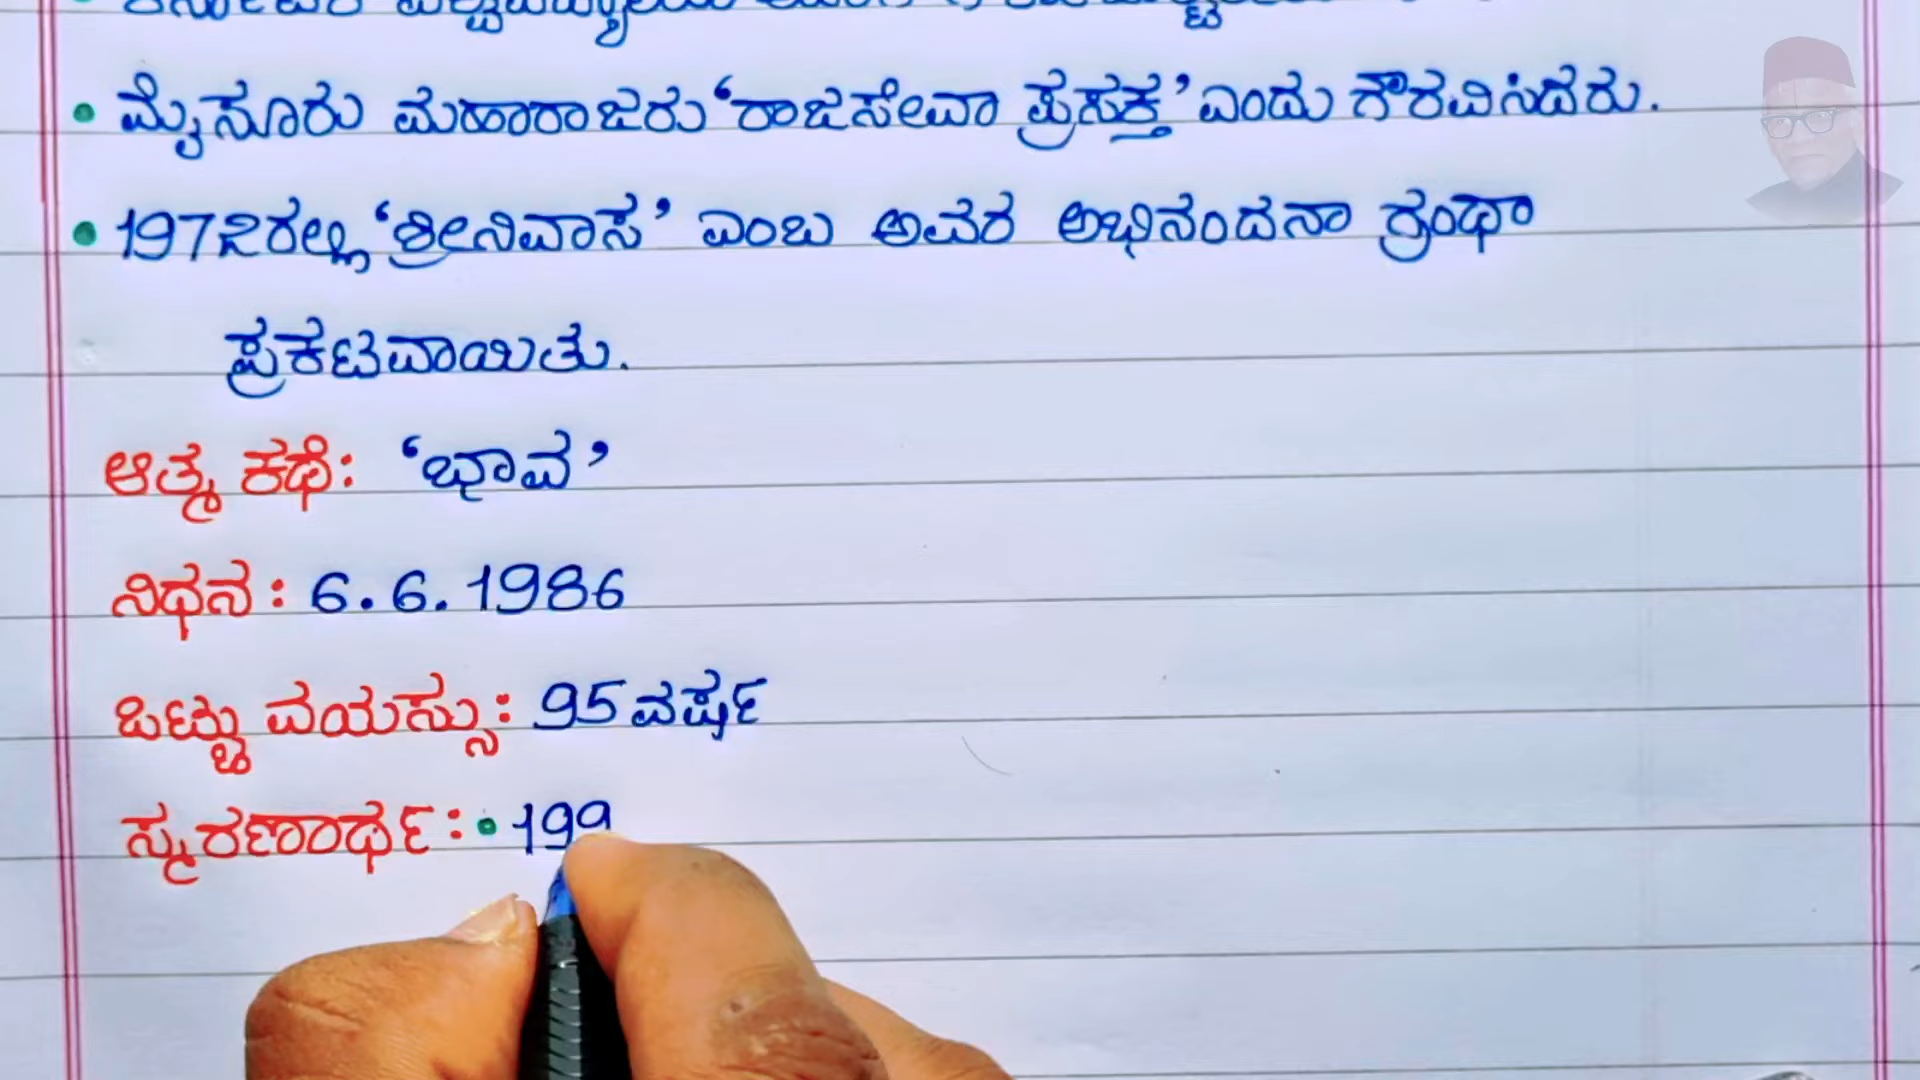 • ಮೈಸೂರು ಮಹಾರಾಜರು ‘ರಾಜಸೇವಾ ಪ್ರಸಕ್ತ’ ಎಂದು ಗೌರವಿಸಿದರು.
• 1972ರಲ್ಲಿ ‘ಶ್ರೀನಿವಾಸ’ ಎಂಬ ಅವರ ಅಭಿನಂದನಾ ಗ್ರಂಥಾ
ಪ್ರಕಟವಾಯಿತು.
ಆತ್ಮ ಕಥೆ: ‘ಭಾವ’
ನಿಧನ: 6.6.1986
ಒಟ್ಟು ವಯಸ್ಸು: 95 ವರ್ಷ
ಸ್ಮರಣಾರ್ಥ: • 199